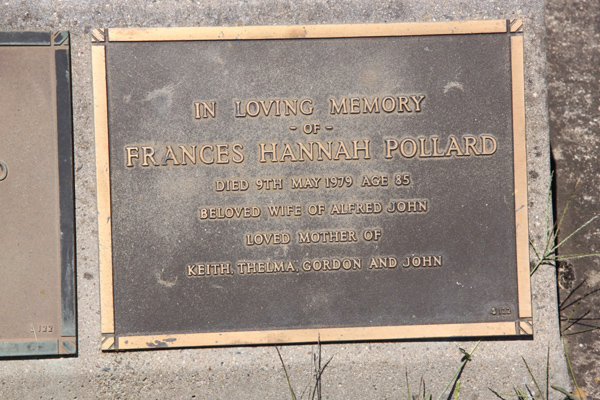 IN LOVING MEMORY
- OF -
FRANCES HANNAH POLLARD
DIED 9TH MAY 1979 AGE 85
BELOVED WIFE OF ALFRED JOHN
LOVED MOTHER OF
KEITH, THELMA, GORDON AND JOHN